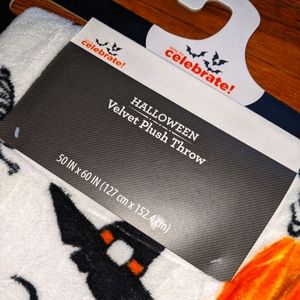 celebrate!
celebrate!
HALLOWEEN
Velvet Plush Throw
50 IN x 60 IN (127 cm x 152.4 cm)